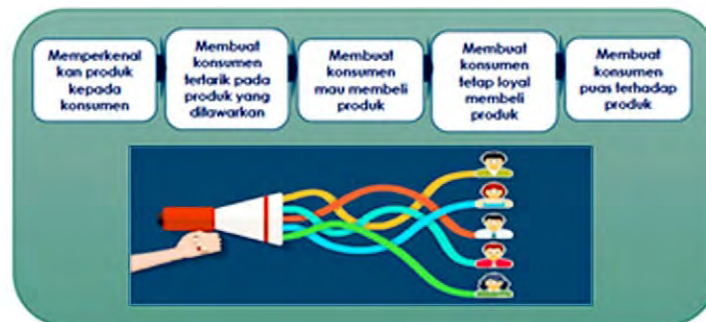 Memperkenal
kan produk
kepada
konsumen
Membuat
konsumen
tertarik pada
produk yang
ditawarkan
Membuat
konsumen
mau membeli
produk
Membuat
konsumen
tetap loyal
membeli
produk
Membuat
konsumen
puas terhadap
produk